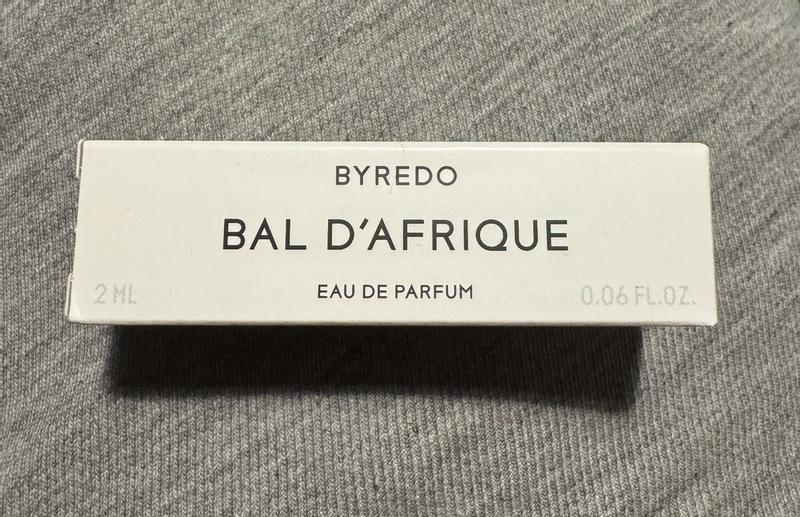 BYREDO
BAL D'AFRIQUE
EAU DE PARFUM
2 ML
0.06 FL.OZ.